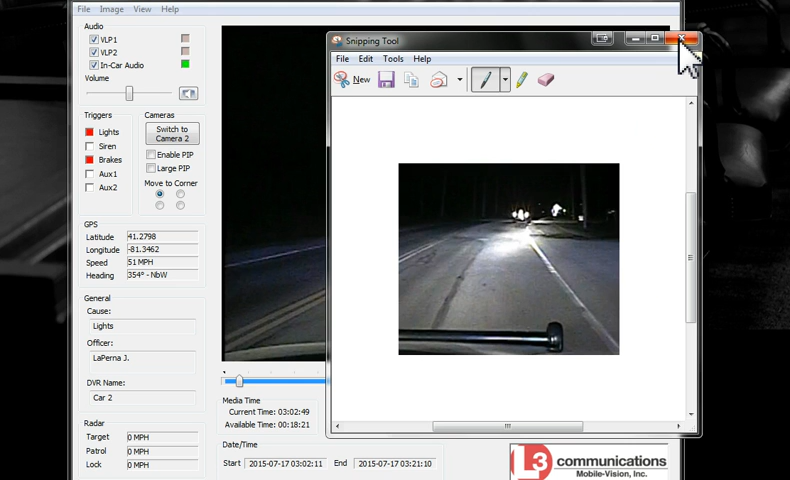 File Image View Help
Audio
VLP1
VLP2
In-Car Audio
Volume
Triggers
Lights
Siren
Brakes
Aux1
Aux2
Cameras
Switch to
Camera 2
Enable PIP
Large PIP
Move to Corner
GPS
Latitude 41.2798
Longitude -81.3462
Speed 51 MPH
Heading 354° - NbW
General
Cause:
Lights
Officer:
LaPerna J.
DVR Name:
Car 2
Radar
Target 0 MPH
Patrol 0 MPH
Lock 0 MPH
Snipping Tool
File Edit Tools Help
New
Media Time
Current Time: 03:02:49
Available Time: 00:18:21
Date/Time
Start 2015-07-17 03:02:11 End 2015-07-17 03:21:10
L3 communications
Mobile-Vision, Inc.